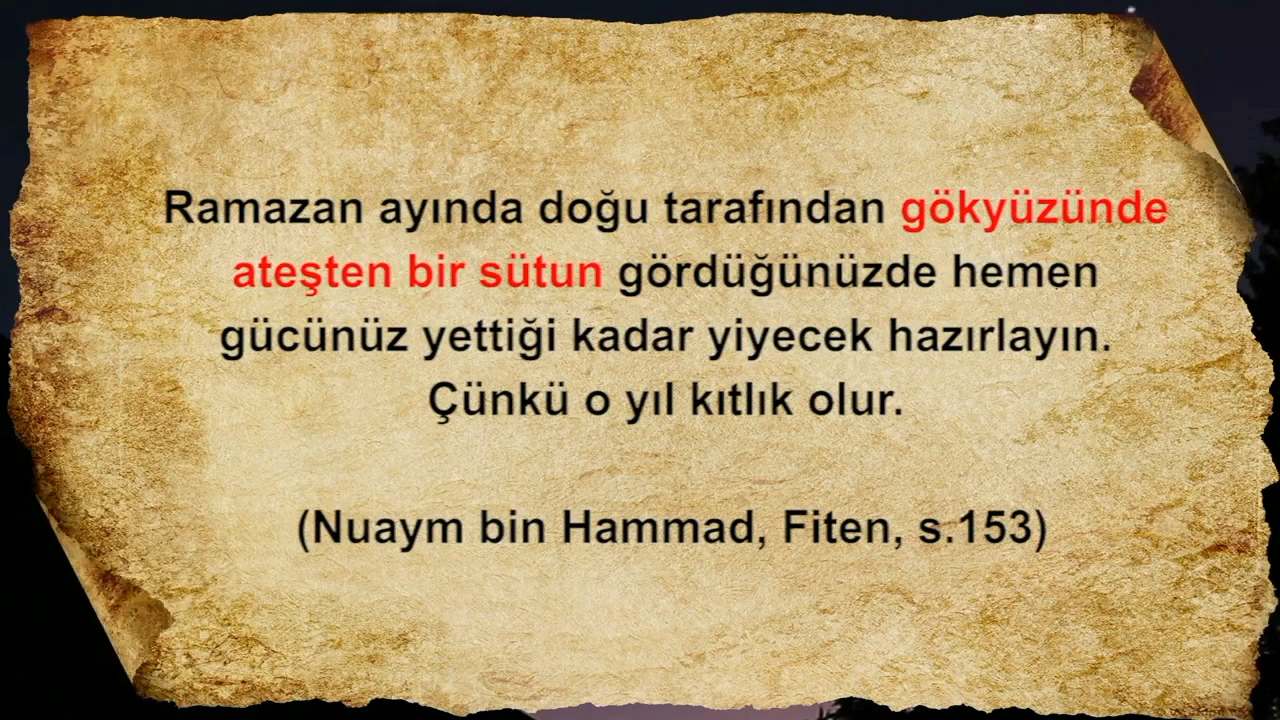 Ramazan ayında doğu tarafından gökyüzünde
ateşten bir sütun gördüğünüzde hemen
gücünüz yettiği kadar yiyecek hazırlayın.
Çünkü o yıl kıtlık olur.
(Nuaym bin Hammad, Fiten, s.153)